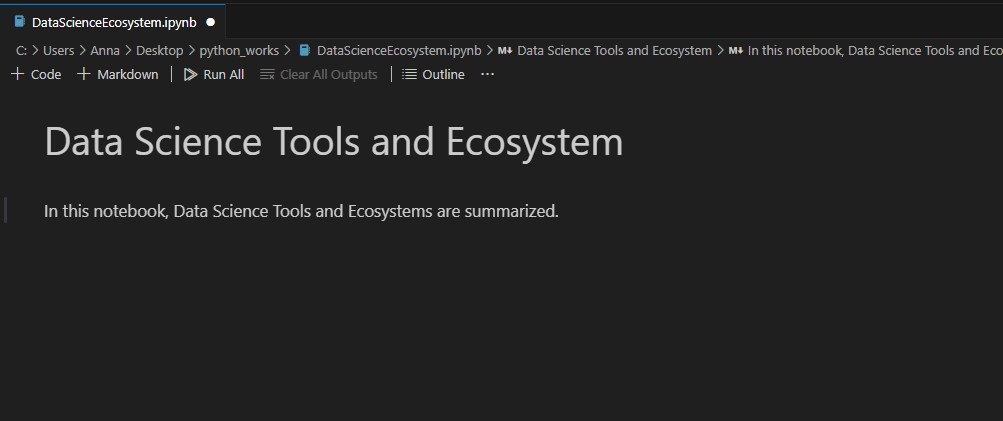 DataScienceEcosystem.ipynb
C: > Users > Anna > Desktop > python_works > DataScienceEcosystem.ipynb > M↓ Data Science Tools and Ecosystem > M↓ In this notebook, Data Science Tools and Eco
+ Code + Markdown | Run All Clear All Outputs | Outline ...
Data Science Tools and Ecosystem
In this notebook, Data Science Tools and Ecosystems are summarized.